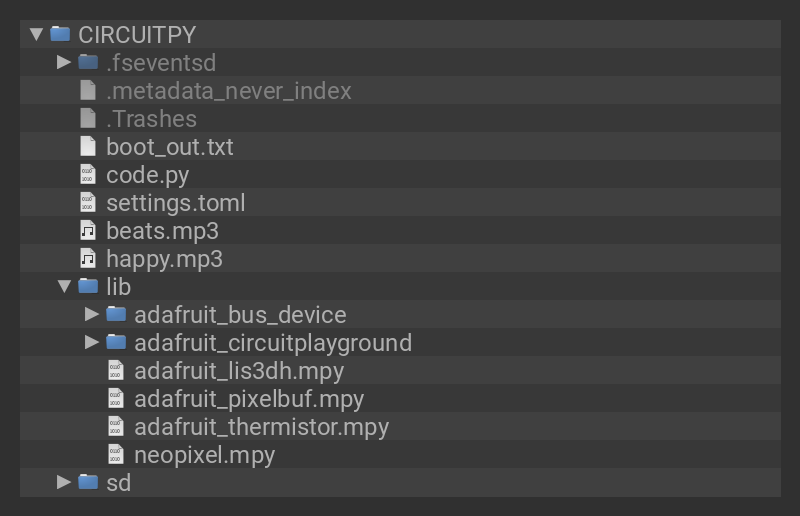 CIRCUITPY
.fseventsd
.metadata_never_index
.Trashes
boot_out.txt
code.py
settings.toml
beats.mp3
happy.mp3
lib
adafruit_bus_device
adafruit_circuitplayground
adafruit_lis3dh.mpy
adafruit_pixelbuf.mpy
adafruit_thermistor.mpy
neopixel.mpy
sd